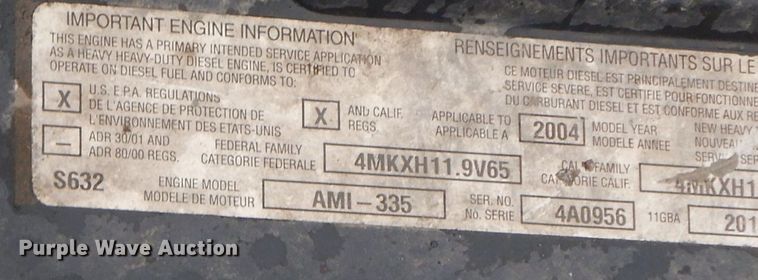 IMPORTANT ENGINE INFORMATION
THIS ENGINE HAS A PRIMARY INTENDED SERVICE APPLICATION
AS A HEAVY HEAVY-DUTY DIESEL ENGINE, IS CERTIFIED TO
OPERATE ON DIESEL FUEL AND CONFORMS TO:
RENSEIGNEMENTS IMPORTANTS SUR LE
CE MOTEUR DIESEL EST PRINCIPALEMENT DESTINE
SERVICE SEVERE, EST CERTIFIE POUR FONCTIONNE
DU CARBURANT DIESEL ET EST CONFORME AUX RE
X U.S. E.P.A. REGULATIONS
DE L'AGENCE DE PROTECTION DE
L'ENVIRONNEMENT DES ETATS-UNIS
X AND CALIF.
REGS.
APPLICABLE TO
APPLICABLE A
2004 MODEL YEAR
MODELE ANNEE
NEW HEAVY
NOUVEAU
SERVICE
— ADR 30/01 AND
ADR 80/00 REGS.
FEDERAL FAMILY
CATEGORIE FEDERALE
4MKXH11.9V65
CAL FAMILY
CATEGORIE CALIF.
4MKXH1
S632
ENGINE MODEL
MODELE DE MOTEUR
AMI-335
SER. NO.
No. SÉRIE
4A0956
11GBA
201
Purple Wave Auction